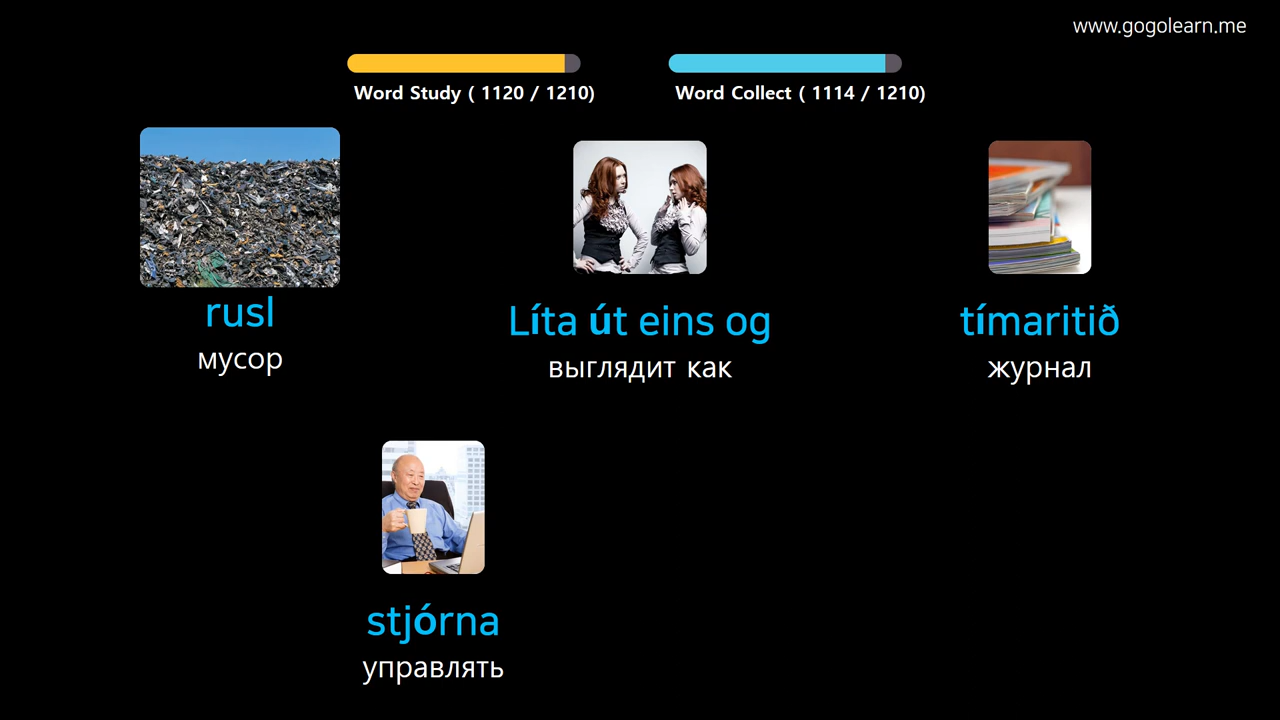 www.gogolearn.me
Word Study ( 1120 / 1210)
Word Collect ( 1114 / 1210)
rusl
мусор
Líta út eins og
выглядит как
tímaritið
журнал
stjórna
управлять